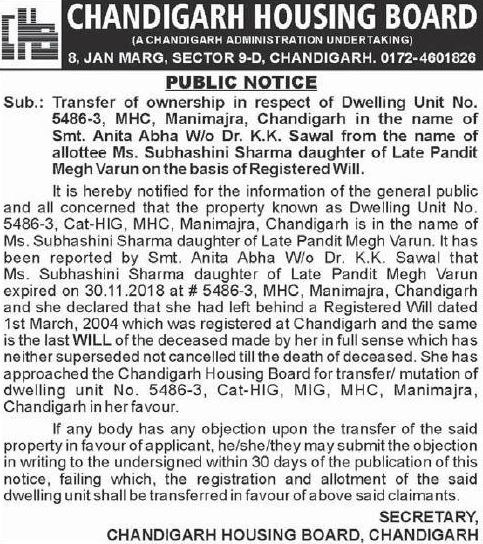 CHANDIGARH HOUSING BOARD
(A CHANDIGARH ADMINISTRATION UNDERTAKING)
8, JAN MARG, SECTOR 9-D, CHANDIGARH. 0172-4601826
PUBLIC NOTICE
Sub.: Transfer of ownership in respect of Dwelling Unit No.
5486-3, MHC, Manimajra, Chandigarh in the name of
Smt. Anita Abha W/o Dr. K.K. Sawal from the name of
allottee Ms. Subhashini Sharma daughter of Late Pandit
Megh Varun on the basis of Registered Will.
It is hereby notified for the information of the general public
and all concerned that the property known as Dwelling Unit No.
5486-3, Cat-HIG, MHC, Manimajra, Chandigarh is in the name of
Ms. Subhashini Sharma daughter of Late Pandit Megh Varun. It has
been reported by Smt. Anita Abha W/o Dr. K.K. Sawal that
Ms. Subhashini Sharma daughter of Late Pandit Megh Varun
expired on 30.11.2018 at # 5486-3, MHC, Manimajra, Chandigarh
and she declared that she had left behind a Registered Will dated
1st March, 2004 which was registered at Chandigarh and the same
is the last WILL of the deceased made by her in full sense which has
neither superseded not cancelled till the death of deceased. She has
approached the Chandigarh Housing Board for transfer/ mutation of
dwelling unit No. 5486-3, Cat-HIG, MIG, MHC, Manimajra,
Chandigarh in her favour.
If any body has any objection upon the transfer of the said
property in favour of applicant, he/she/they may submit the objection
in writing to the undersigned within 30 days of the publication of this
notice, failing which, the registration and allotment of the said
dwelling unit shall be transferred in favour of above said claimants.
SECRETARY,
CHANDIGARH HOUSING BOARD, CHANDIGARH